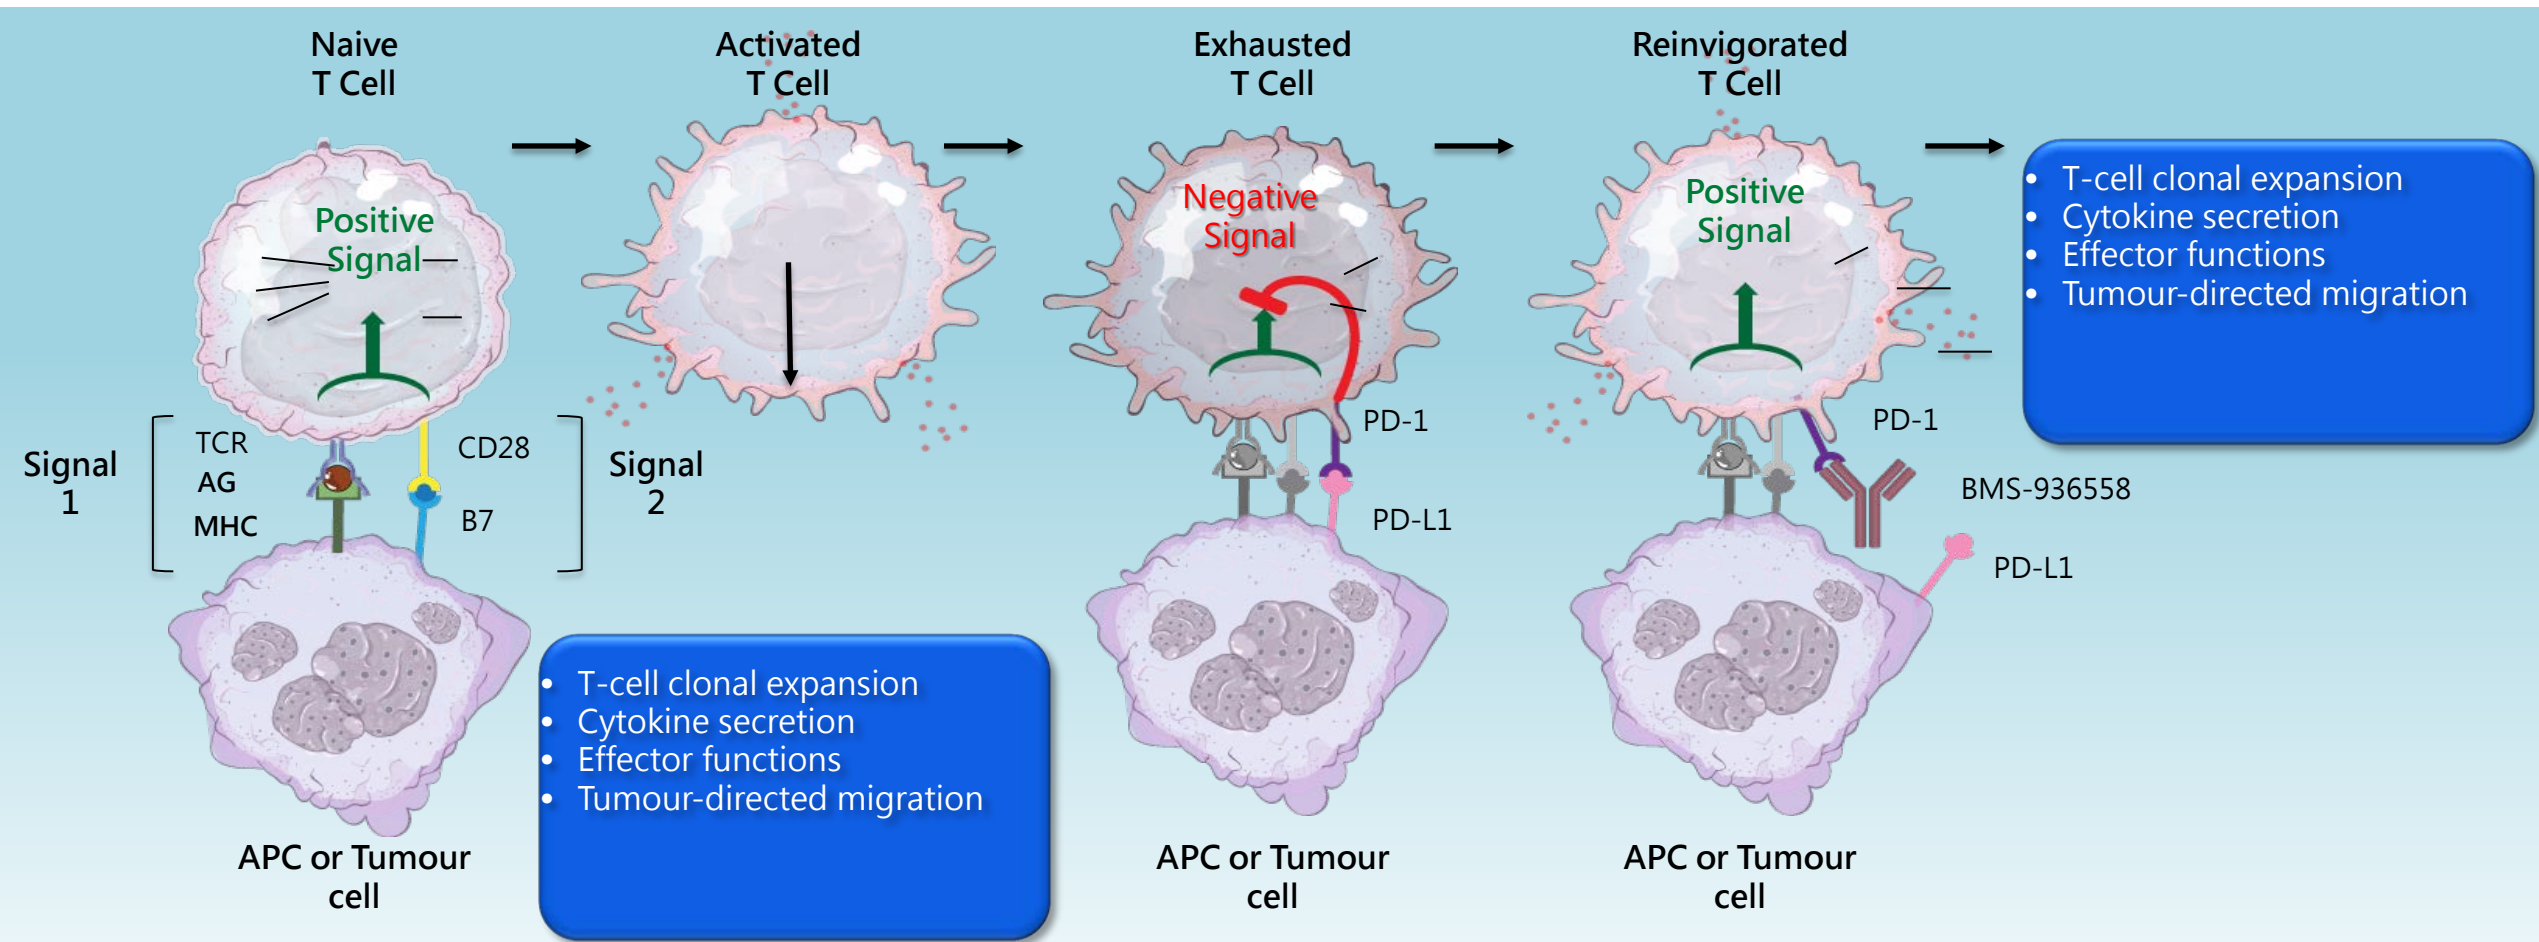 Naive
T Cell
Activated
T Cell
Exhausted
T Cell
Reinvigorated
T Cell
Positive
Signal
Negative
Signal
Positive
Signal
• T-cell clonal expansion
• Cytokine secretion
• Effector functions
• Tumour-directed migration
Signal
1
TCR
AG
MHC
CD28
B7
Signal
2
PD-1
PD-L1
PD-1
BMS-936558
PD-L1
• T-cell clonal expansion
• Cytokine secretion
• Effector functions
• Tumour-directed migration
APC or Tumour
cell
APC or Tumour
cell
APC or Tumour
cell